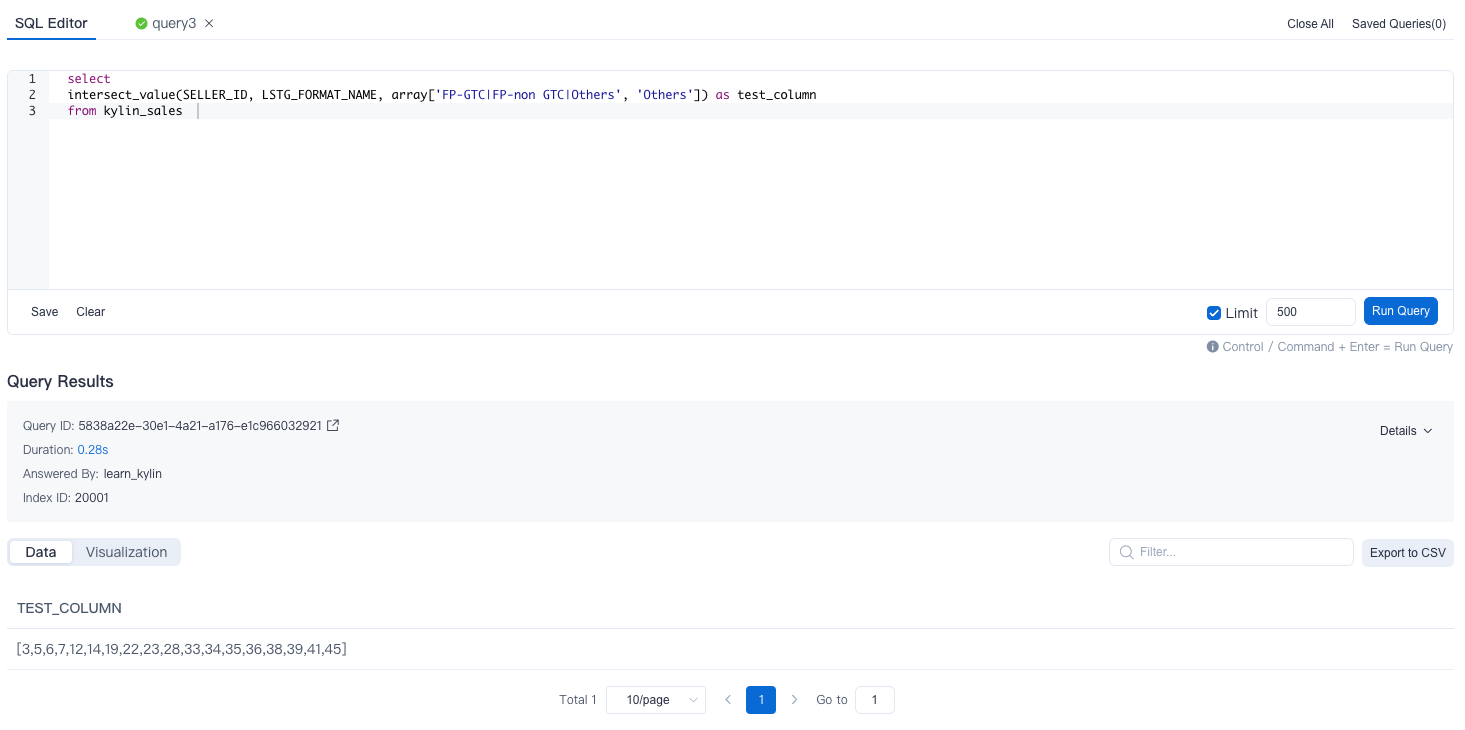 SQL Editor query3 Close All Saved Queries(0)
1 select
2 intersect_value(SELLER_ID, LSTG_FORMAT_NAME, array['FP-GTC|FP-non GTC|Others', 'Others']) as test_column
3 from kylin_sales
Save Clear Limit 500 Run Query
Control / Command + Enter = Run Query
Query Results
Query ID: 5838a22e-30e1-4a21-a176-e1c966032921
Details
Duration: 0.28s
Answered By: learn_kylin
Index ID: 20001
Data Visualization Filter... Export to CSV
TEST_COLUMN
[3,5,6,7,12,14,19,22,23,28,33,34,35,36,38,39,41,45]
Total 1 10/page 1 Go to 1